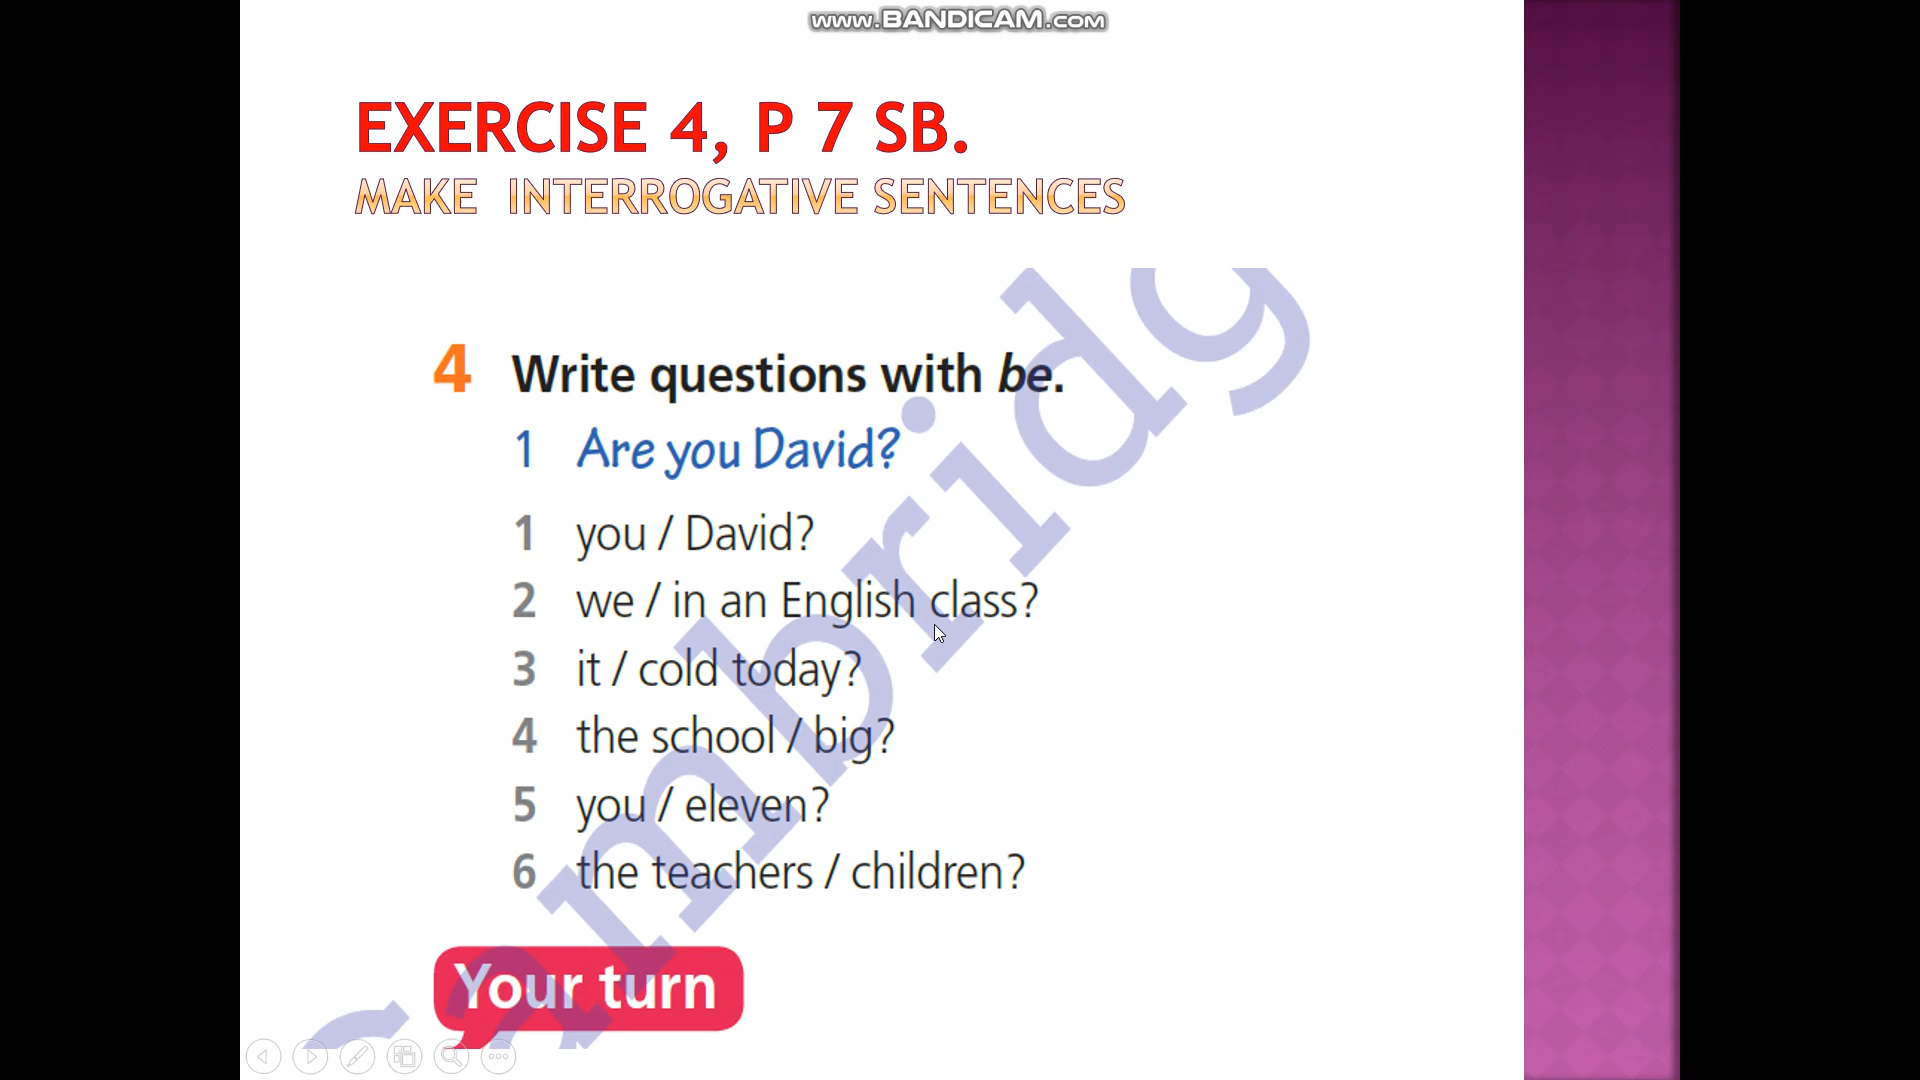 www.BANDICAM.com
EXERCISE 4, P 7 SB.
MAKE INTERROGATIVE SENTENCES
4 Write questions with be.
1 Are you David?
1 you / David?
2 we / in an English class?
3 it / cold today?
4 the school / big?
5 you / eleven?
6 the teachers / children?
Your turn
Cambridg